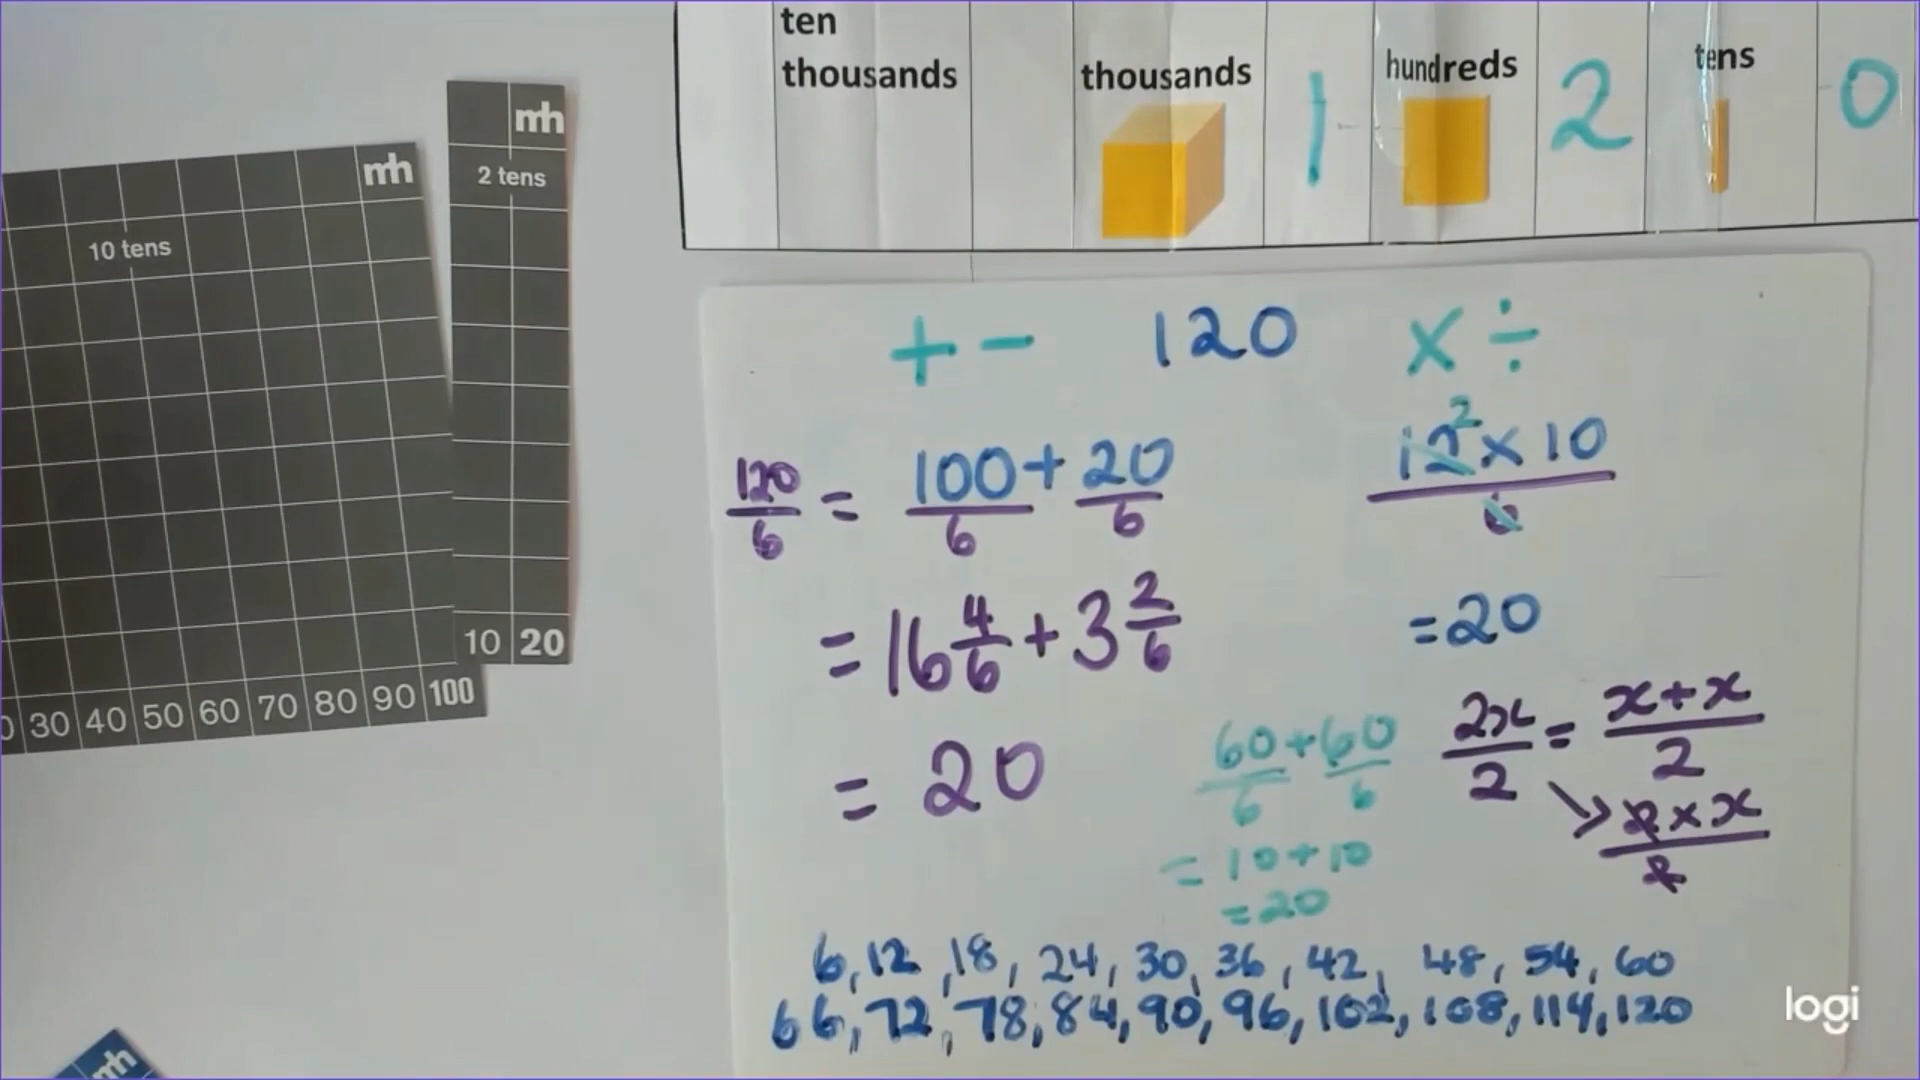 ten
thousands thousands 1 hundreds 2 tens 0
mh
2 tens
mh
10 tens
10 20
30 40 50 60 70 80 90 100
+ - 120 × ÷
120/6 = 100/6 + 20/6
= 16 4/6 + 3 2/6
= 20
12² × 10 / 6
= 20
60/6 + 60/6
= 10 + 10
= 20
2x/2 = x + x / 2
2 × x / 2
6, 12, 18, 24, 30, 36, 42, 48, 54, 60
66, 72, 78, 84, 90, 96, 102, 108, 114, 120
mh
logi